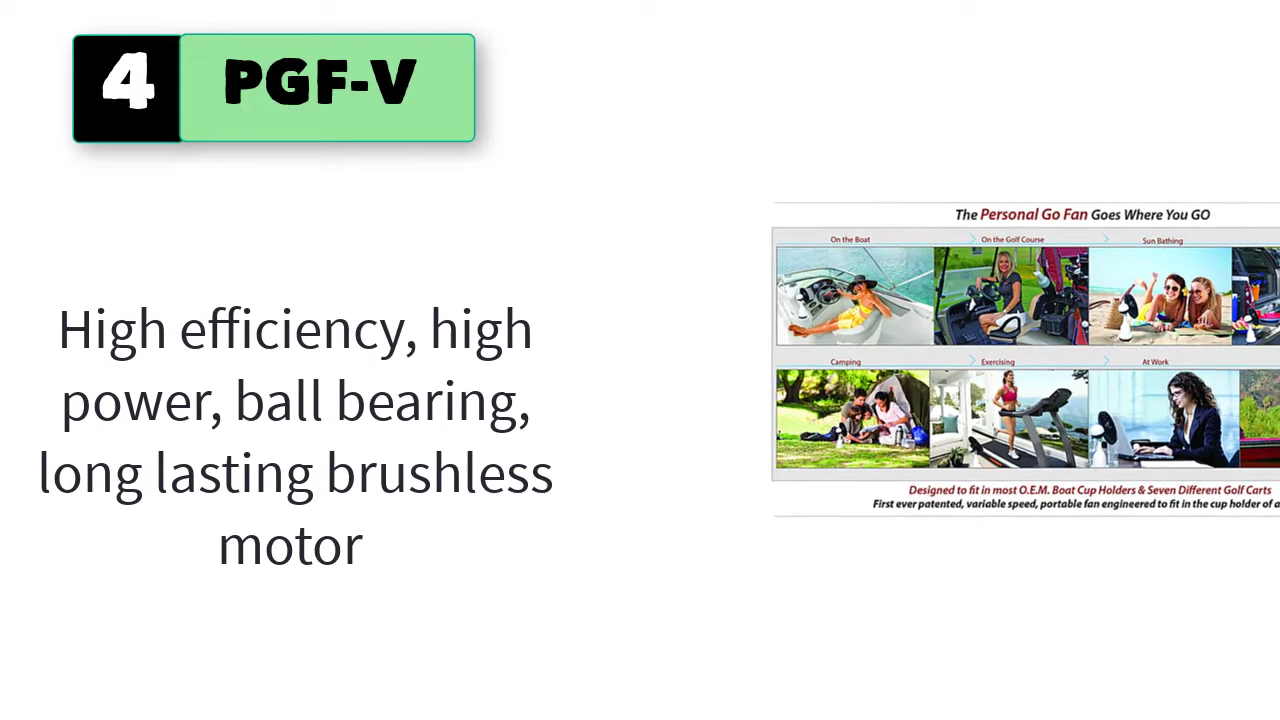 4 PGF-V
High efficiency, high
power, ball bearing,
long lasting brushless
motor
The Personal Go Fan Goes Where You GO
On the Boat
On the Golf Course
Sun Bathing
Camping
Exercising
At Work
Designed to fit in most O.E.M. Boat Cup Holders & Seven Different Golf Carts
First ever patented, variable speed, portable fan engineered to fit in the cup holder of a